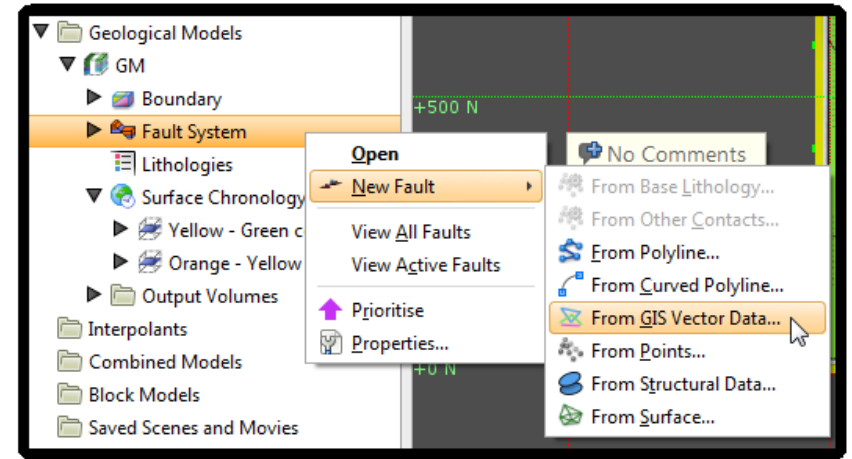 Geological Models
GM
Boundary
Fault System
Lithologies
Surface Chronology
Yellow - Green c
Orange - Yellow
Output Volumes
Interpolants
Combined Models
Block Models
Saved Scenes and Movies
+500 N
+0 N
Open
New Fault
View All Faults
View Active Faults
Prioritise
Properties...
No Comments
From Base Lithology...
From Other Contacts...
From Polyline...
From Curved Polyline...
From GIS Vector Data...
From Points...
From Structural Data...
From Surface...